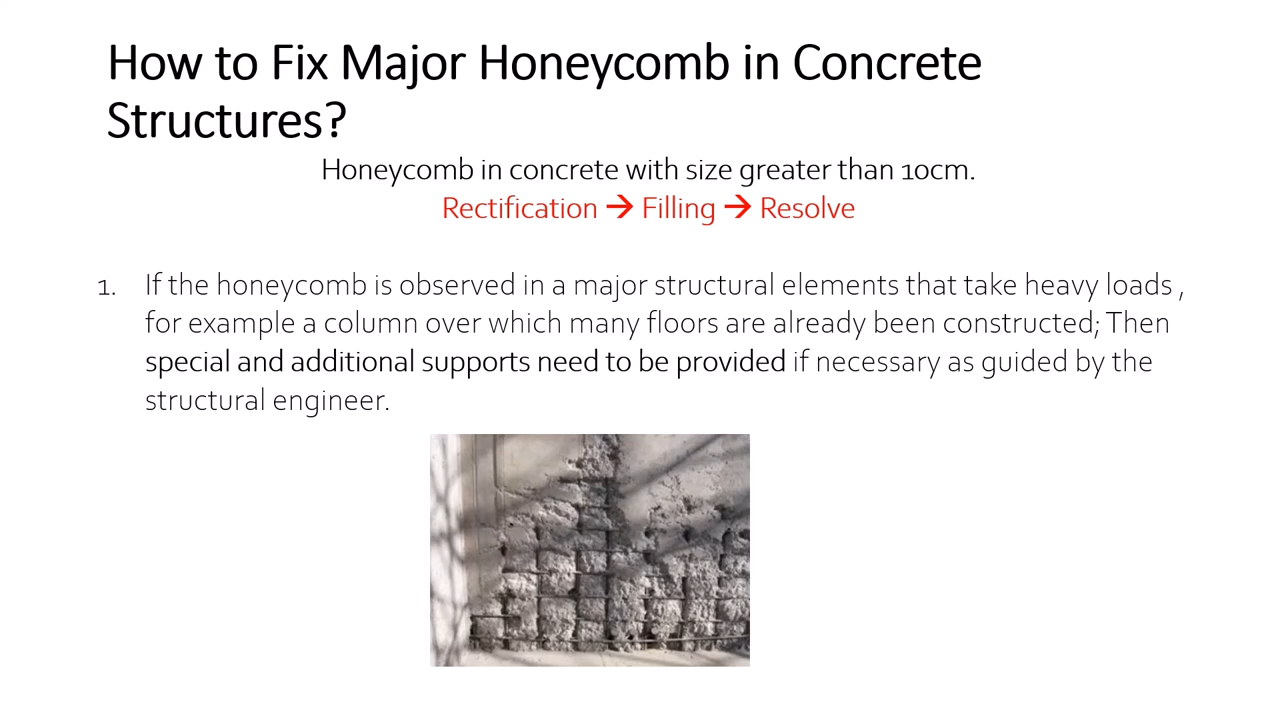 How to Fix Major Honeycomb in Concrete
Structures?
Honeycomb in concrete with size greater than 10cm.
Rectification → Filling → Resolve
1. If the honeycomb is observed in a major structural elements that take heavy loads ,
for example a column over which many floors are already been constructed; Then
special and additional supports need to be provided if necessary as guided by the
structural engineer.